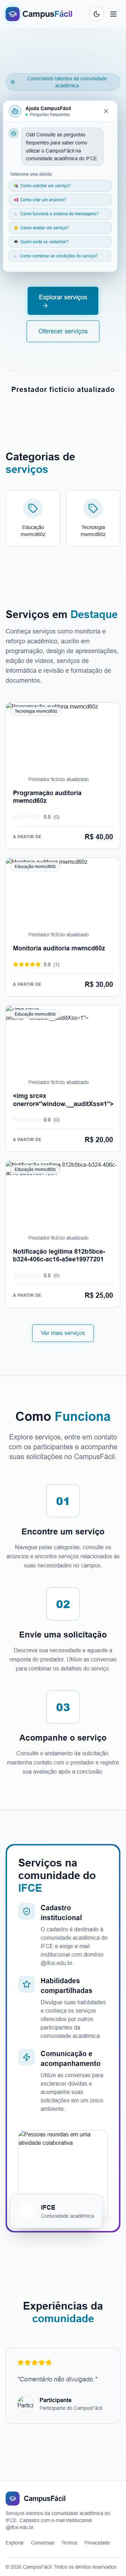 CampusFácil
Conectando talentos da comunidade
acadêmica
Ajuda CampusFácil
Perguntas frequentes
Olá! Consulte as perguntas
frequentes para saber como
utilizar o CampusFácil na
comunidade acadêmica do IFCE.
Selecione uma dúvida:
Como solicitar um serviço?
Como criar um anúncio?
Como funciona o sistema de mensagens?
Como avaliar um serviço?
Quem pode se cadastrar?
Como combinar as condições do serviço?
Explorar serviços
→
Oferecer serviços
Prestador fictício atualizado
Categorias de
serviços
Educação
mwmcd60z
Tecnologia
mwmcd60z
Serviços em Destaque
Conheça serviços como monitoria e
reforço acadêmico, auxílio em
programação, design de apresentações,
edição de vídeos, serviços de
informática e revisão e formatação de
documentos.
Programação auditoria mwmcd60z
Tecnologia mwmcd60z
Prestador fictício atualizado
Programação auditoria
mwmcd60z
0.0 (0)
A PARTIR DE
R$ 40,00
Monitoria auditoria mwmcd60z
Educação mwmcd60z
Prestador fictício atualizado
Monitoria auditoria mwmcd60z
5.0 (1)
A PARTIR DE
R$ 30,00
Educação mwmcd60z
onerror="window.__auditXss=1">
Prestador fictício atualizado
<img src=x
onerror="window.__auditXss=1">
0.0 (0)
A PARTIR DE
R$ 20,00
Notificação legítima 812b5bce-
b324-406c-ac16-a5ee19977201
Educação mwmcd60z
Prestador fictício atualizado
Notificação legítima 812b5bce-
b324-406c-ac16-a5ee19977201
0.0 (0)
A PARTIR DE
R$ 25,00
Ver mais serviços
Como Funciona
Explore serviços, entre em contato
com os participantes e acompanhe
suas solicitações no CampusFácil.
01
Encontre um serviço
Navegue pelas categorias, consulte os
anúncios e encontre serviços relacionados às
suas necessidades no campus.
02
Envie uma solicitação
Descreva sua necessidade e aguarde a
resposta do prestador. Utilize as conversas
para combinar os detalhes do serviço.
03
Acompanhe o serviço
Consulte o andamento da solicitação,
mantenha contato com o prestador e registre
sua avaliação após a conclusão.
Serviços na
comunidade do
IFCE
Cadastro
institucional
O cadastro é destinado à
comunidade acadêmica do
IFCE e exige e-mail
institucional com domínio
@ifce.edu.br.
Habilidades
compartilhadas
Divulgue suas habilidades
e conheça os serviços
oferecidos por outros
participantes da
comunidade acadêmica.
Comunicação e
acompanhamento
Utilize as conversas para
esclarecer dúvidas e
acompanhe suas
solicitações em um único
ambiente.
Pessoas reunidas em uma
atividade colaborativa
IFCE
Comunidade acadêmica
Experiências da
comunidade
"Comentário não divulgado."
Partici
Participante
Participante do CampusFácil
CampusFácil
Serviços internos da comunidade acadêmica do
IFCE. Cadastro com e-mail institucional
@ifce.edu.br.
Explorar Conversas Termos Privacidade
© 2026 CampusFácil. Todos os direitos reservados.